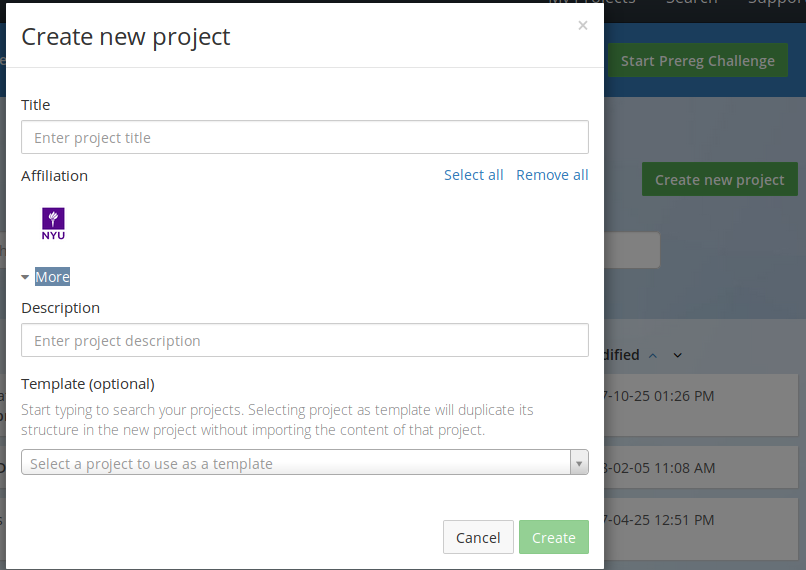 My Projects Search Support
Create new project ×
Start Prereg Challenge
Title
Enter project title
Affiliation Select all Remove all
Create new project
NYU
More
Description
Enter project description
dified
Template (optional)
7-10-25 01:26 PM
Start typing to search your projects. Selecting project as template will duplicate its
structure in the new project without importing the content of that project.
Select a project to use as a template
8-02-05 11:08 AM
7-04-25 12:51 PM
Cancel Create